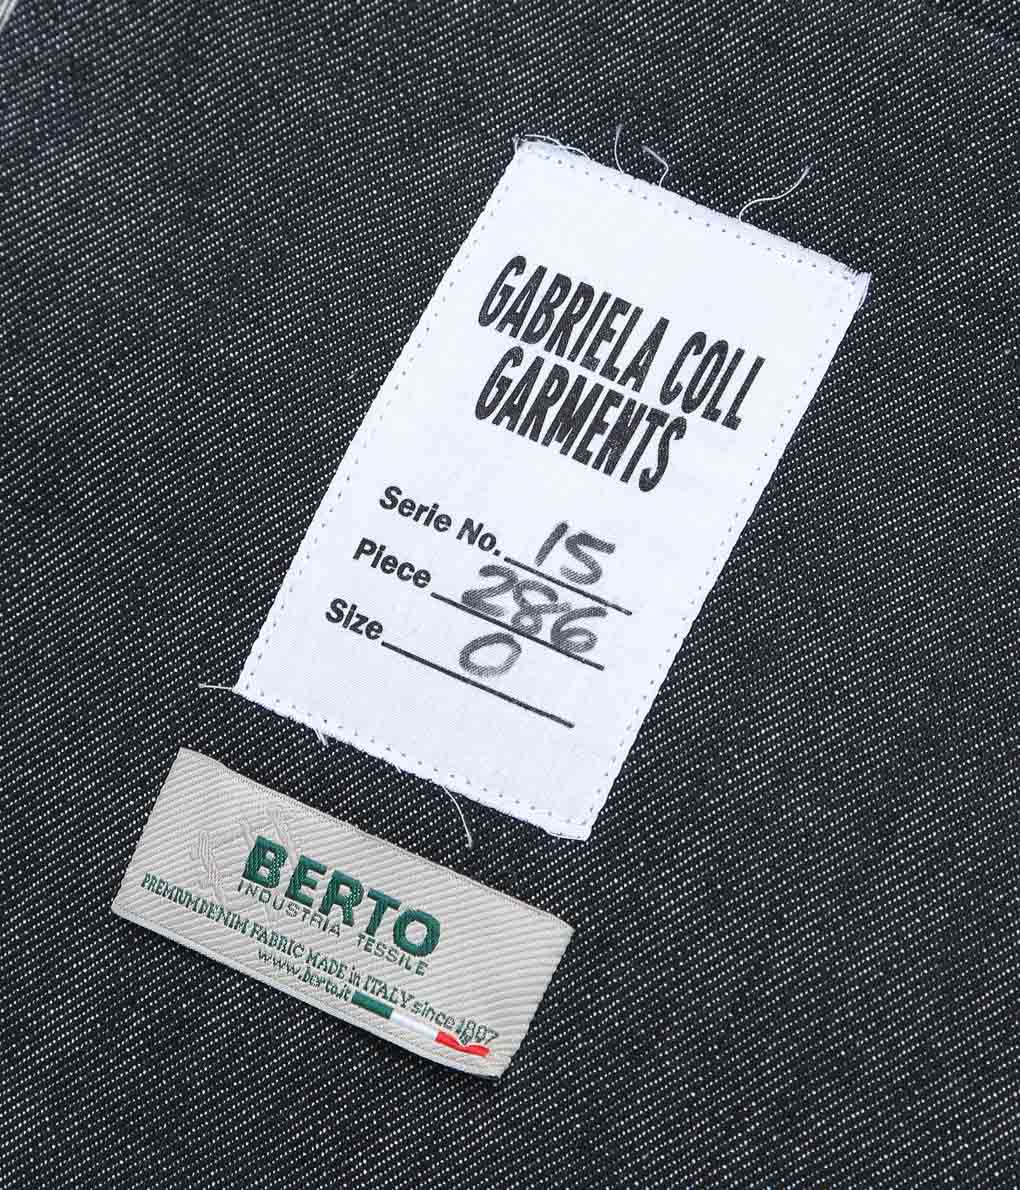 GABRIELA COLL
GARMENTS
Serie No. 15
Piece 286
Size 0
BERTO
INDUSTRIA TESSILE
PREMIUM DENIM FABRIC MADE in ITALY since 1887
www.berto.it